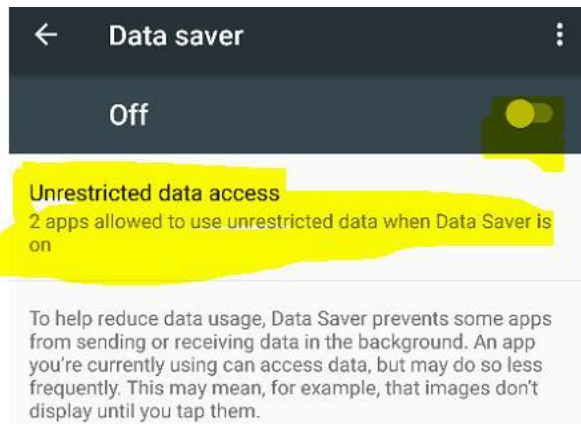 Data saver
Off
Unrestricted data access
2 apps allowed to use unrestricted data when Data Saver is
on
To help reduce data usage, Data Saver prevents some apps
from sending or receiving data in the background. An app
you're currently using can access data, but may do so less
frequently. This may mean, for example, that images don't
display until you tap them.